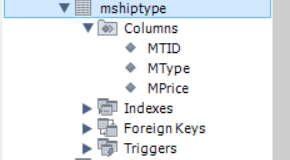 mshiptype
Columns
MTID
MType
MPrice
Indexes
Foreign Keys
Triggers